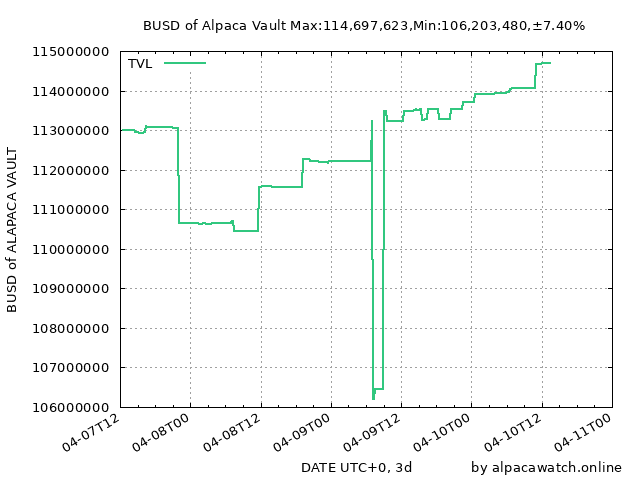 BUSD of Alpaca Vault Max:114,697,623,Min:106,203,480,±7.40%
TVL
BUSD of ALAPACA VAULT
115000000
114000000
113000000
112000000
111000000
110000000
109000000
108000000
107000000
106000000
04-07T12
04-08T00
04-08T12
04-09T00
04-09T12
04-10T00
04-10T12
04-11T00
DATE UTC+0, 3d
by alpacawatch.online